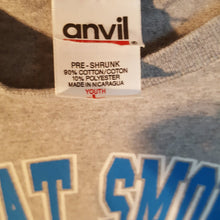 anvil
PRE-SHRUNK
90% COTTON/COTON
10% POLYESTER
MADE IN NICARAGUA
YOUTH